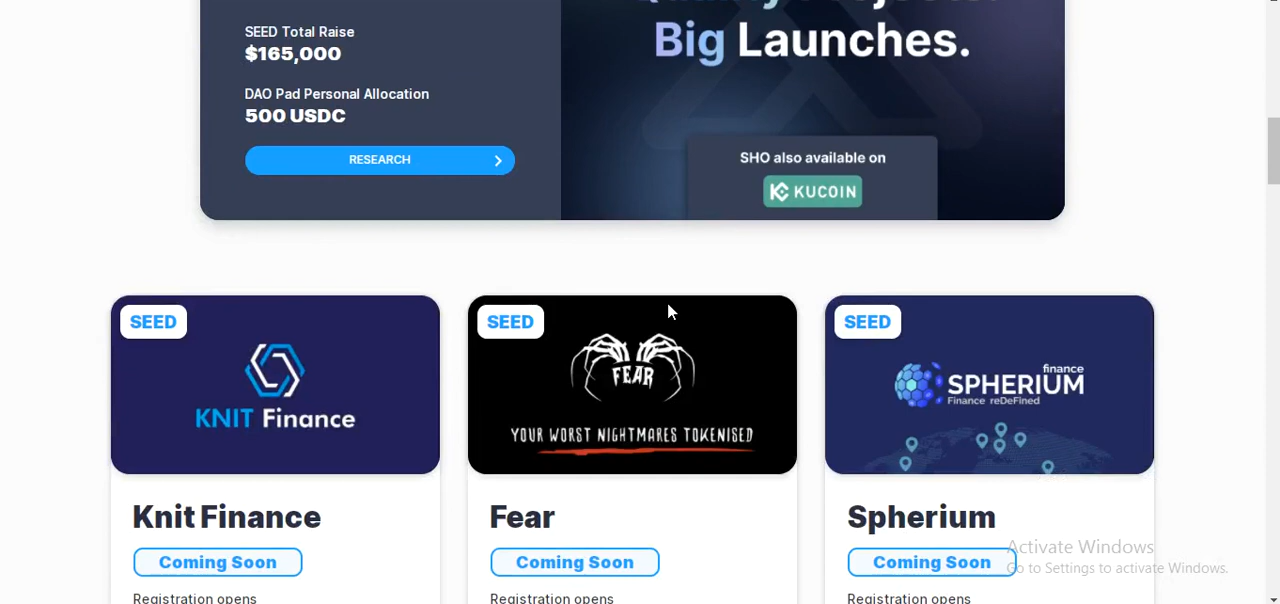 SEED Total Raise
$165,000
DAO Pad Personal Allocation
500 USDC
RESEARCH
Big Launches.
SHO also available on
KUCOIN
SEED
KNIT Finance
SEED
FEAR
YOUR WORST NIGHTMARES TOKENISED
SEED
finance
SPHERIUM
Finance reDeFined
Knit Finance
Fear
Spherium
Coming Soon
Coming Soon
Coming Soon
Activate Windows
Go to Settings to activate Windows.
Registration opens
Registration opens
Registration opens